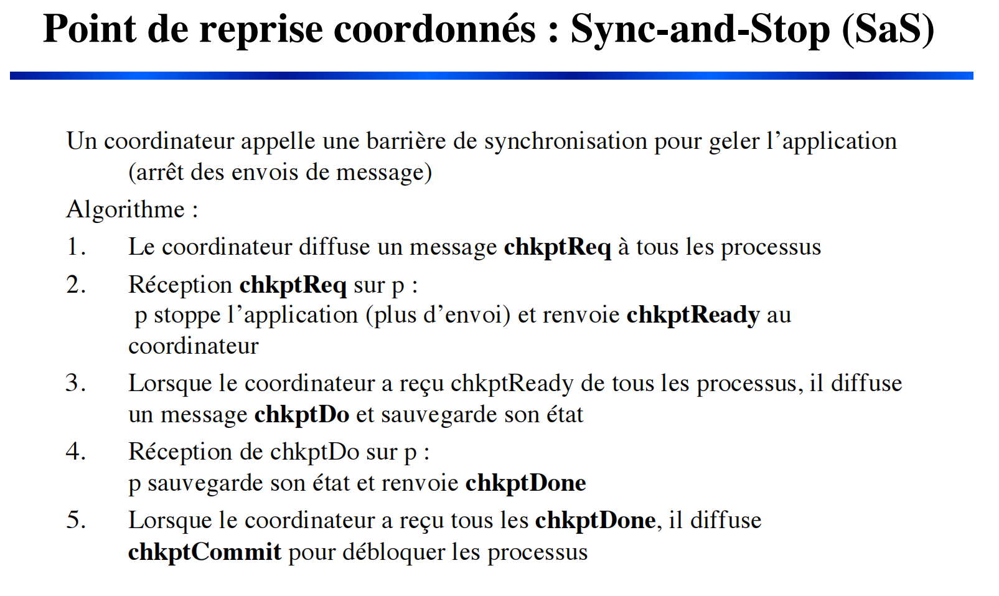 Point de reprise coordonnés : Sync-and-Stop (SaS)
Un coordinateur appelle une barrière de synchronisation pour geler l’application
(arrêt des envois de message)
Algorithme :
1. Le coordinateur diffuse un message chkptReq à tous les processus
2. Réception chkptReq sur p :
p stoppe l’application (plus d’envoi) et renvoie chkptReady au
coordinateur
3. Lorsque le coordinateur a reçu chkptReady de tous les processus, il diffuse
un message chkptDo et sauvegarde son état
4. Réception de chkptDo sur p :
p sauvegarde son état et renvoie chkptDone
5. Lorsque le coordinateur a reçu tous les chkptDone, il diffuse
chkptCommit pour débloquer les processus